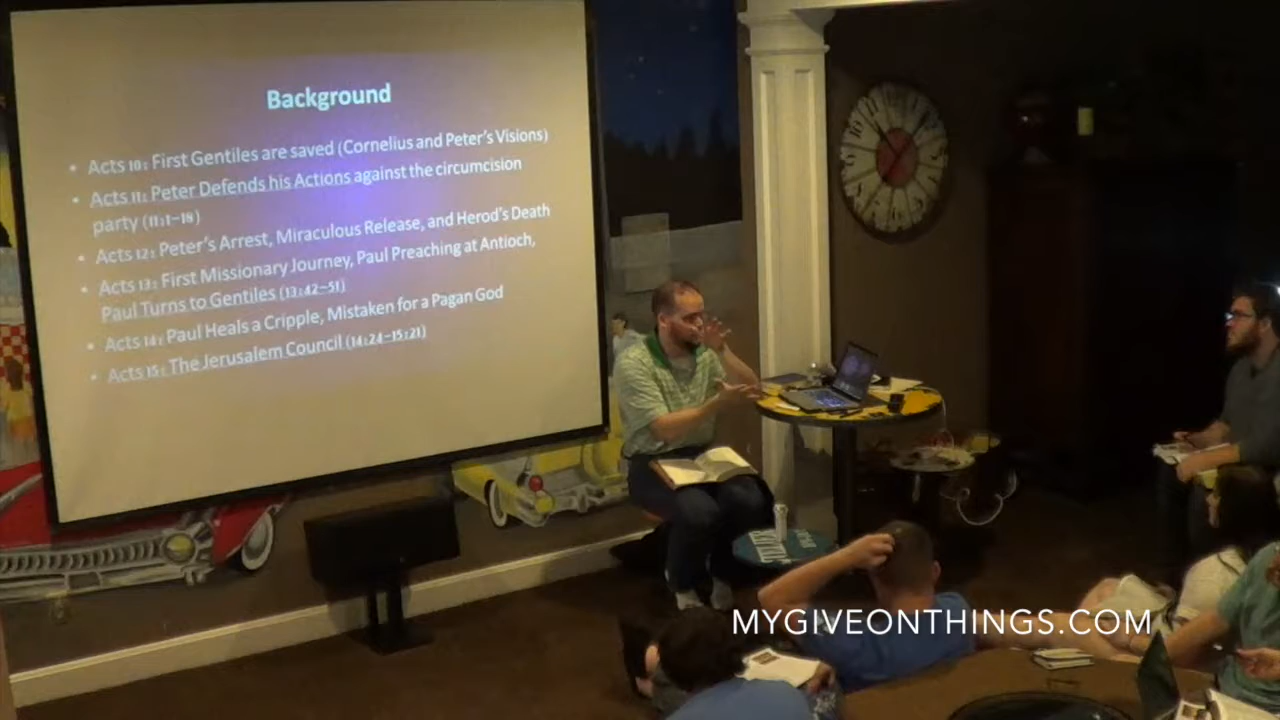 Background
• Acts 10: First Gentiles are saved (Cornelius and Peter's Visions)
• Acts 11: Peter Defends his Actions against the circumcision
party (11:1-18)
• Acts 12: Peter's Arrest, Miraculous Release, and Herod's Death
• Acts 13: First Missionary Journey, Paul Preaching at Antioch,
Paul Turns to Gentiles (13:42-51)
• Acts 14: Paul Heals a Cripple, Mistaken for a Pagan God
• Acts 15: The Jerusalem Council (14:24-15:21)
MYGIVEONTHINGS.COM